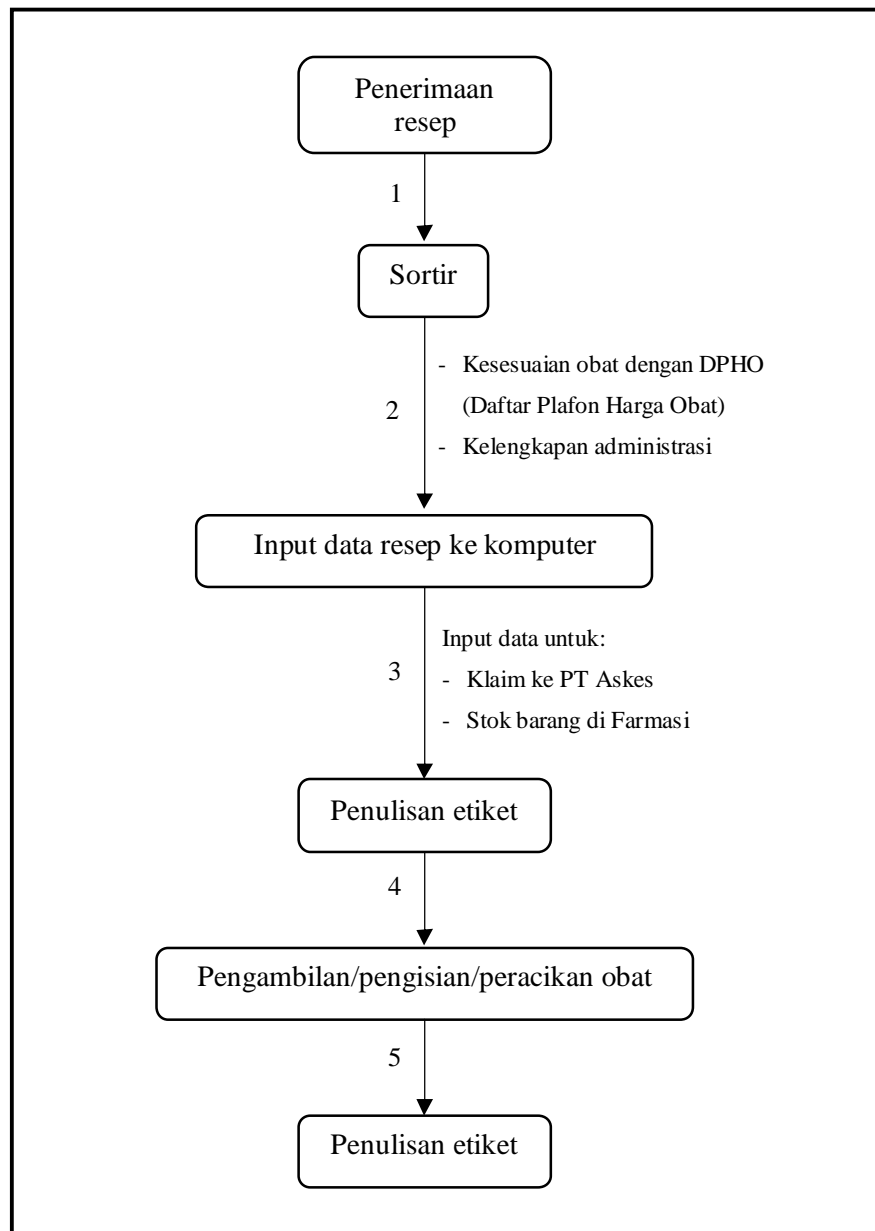 Penerimaan
resep
1
Sortir
2
- Kesesuaian obat dengan DPHO
(Daftar Plafon Harga Obat)
- Kelengkapan administrasi
Input data resep ke komputer
3
Input data untuk:
- Klaim ke PT Askes
- Stok barang di Farmasi
Penulisan etiket
4
Pengambilan/pengisian/peracikan obat
5
Penulisan etiket